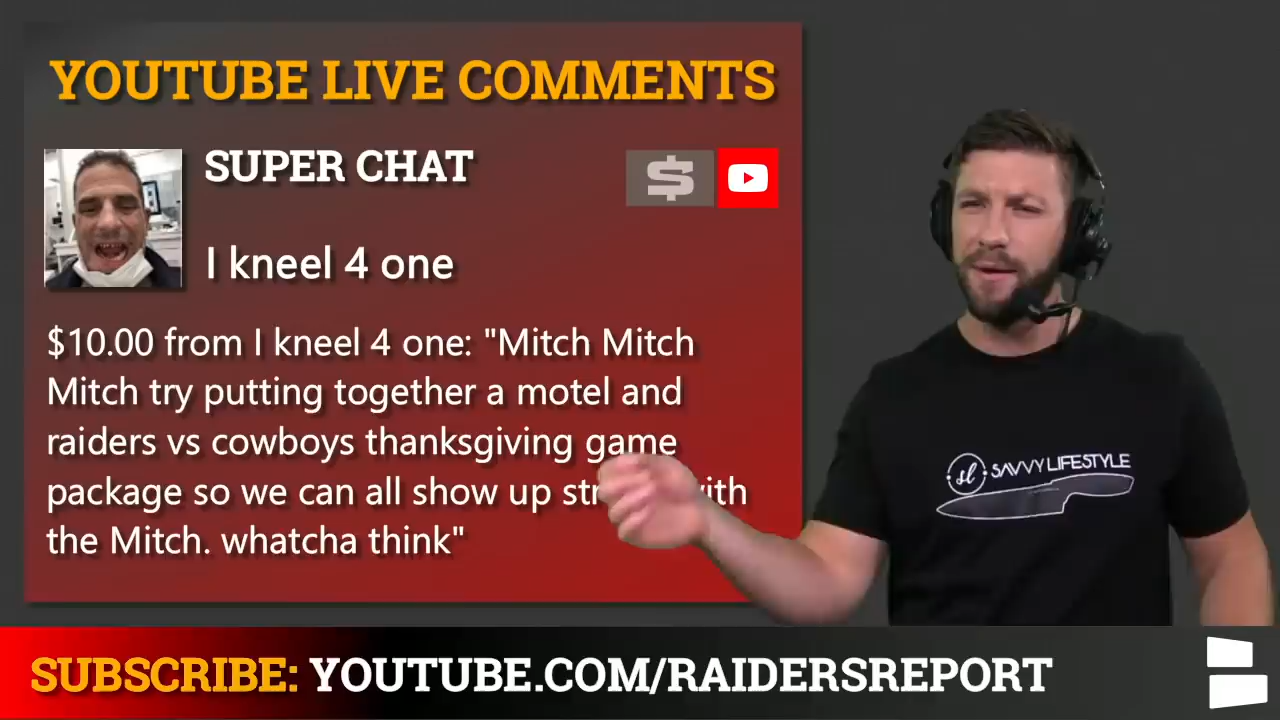 YOUTUBE LIVE COMMENTS
SUPER CHAT
$
I kneel 4 one
$10.00 from I kneel 4 one: "Mitch Mitch
Mitch try putting together a motel and
raiders vs cowboys thanksgiving game
package so we can all show up
the Mitch. whatcha think"
sl SAVVY LIFESTYLE
SUBSCRIBE: YOUTUBE.COM/RAIDERSREPORT